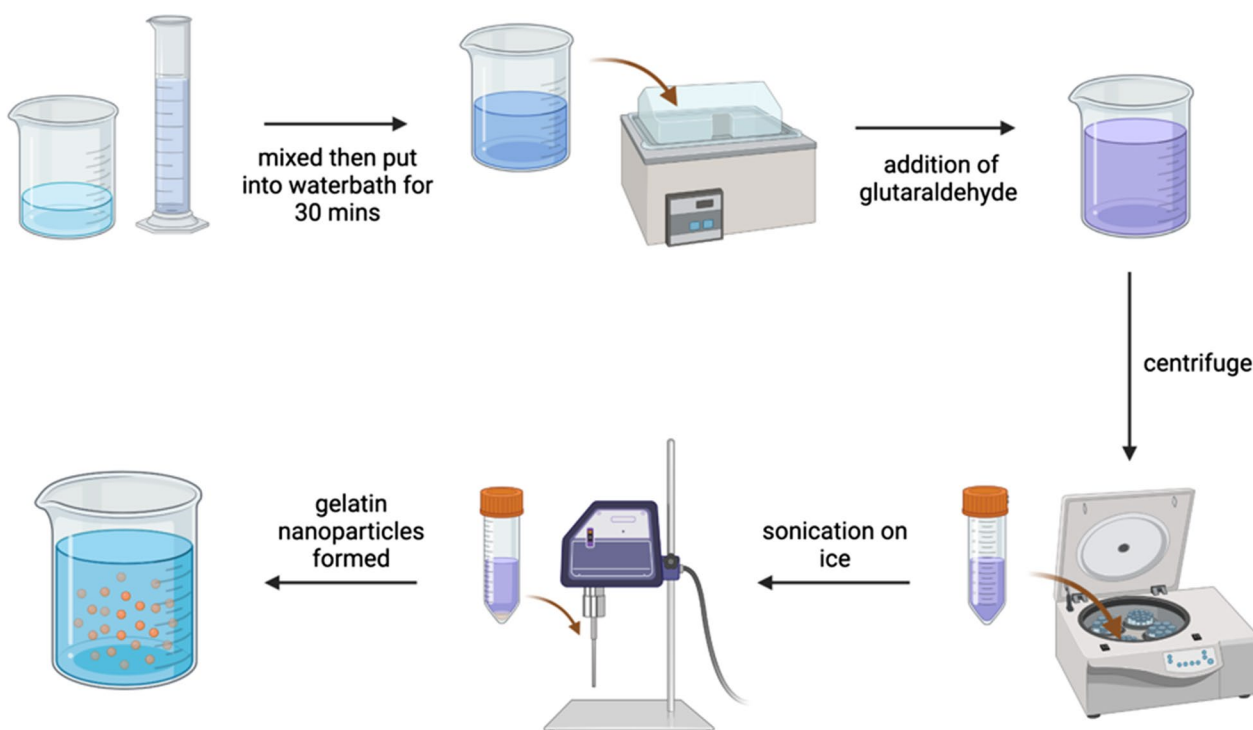 mixed then put
into waterbath for
30 mins
addition of
glutaraldehyde
centrifuge
sonication on
ice
gelatin
nanoparticles
formed